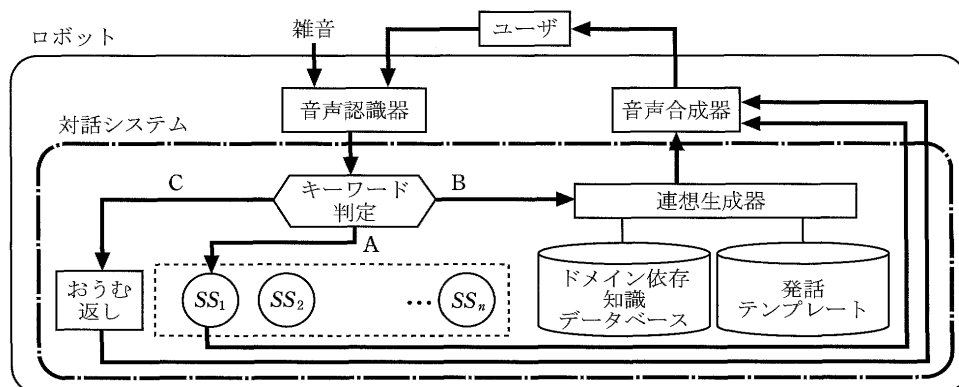 ユーザ
雑音
ロボット
音声認識器
音声合成器
対話システム
C
キーワード
判定
B
連想生成器
A
おうむ
返し
SS1
SS2
…
SSn
ドメイン依存
知識
データベース
発話
テンプレート